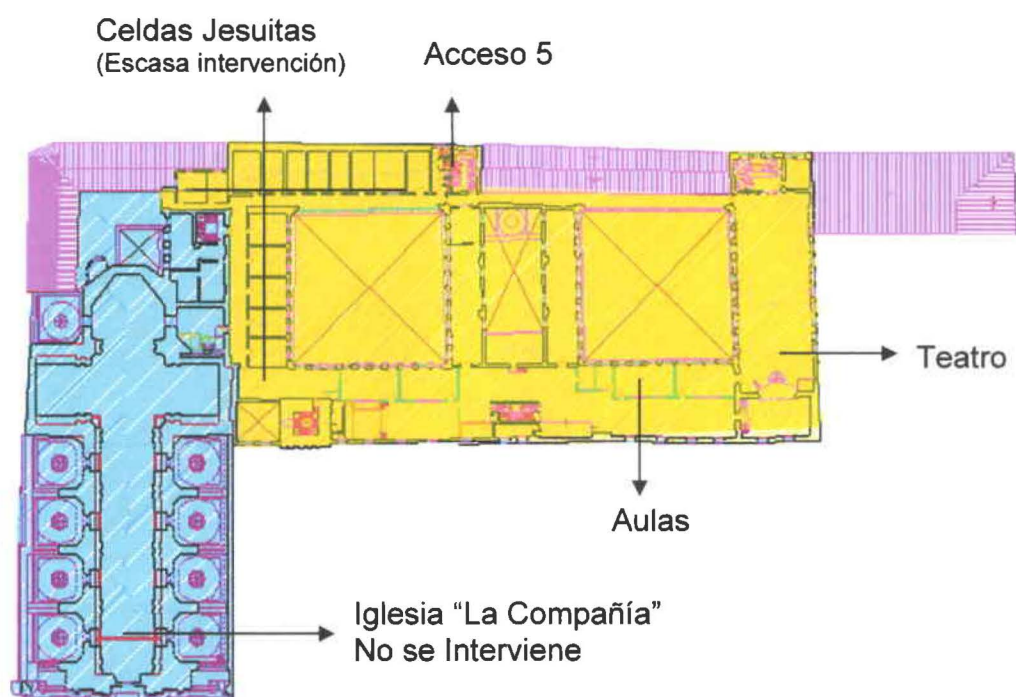 Celdas Jesuitas
(Escasa intervención)
Acceso 5
Teatro
Aulas
Iglesia “La Compañía”
No se Interviene